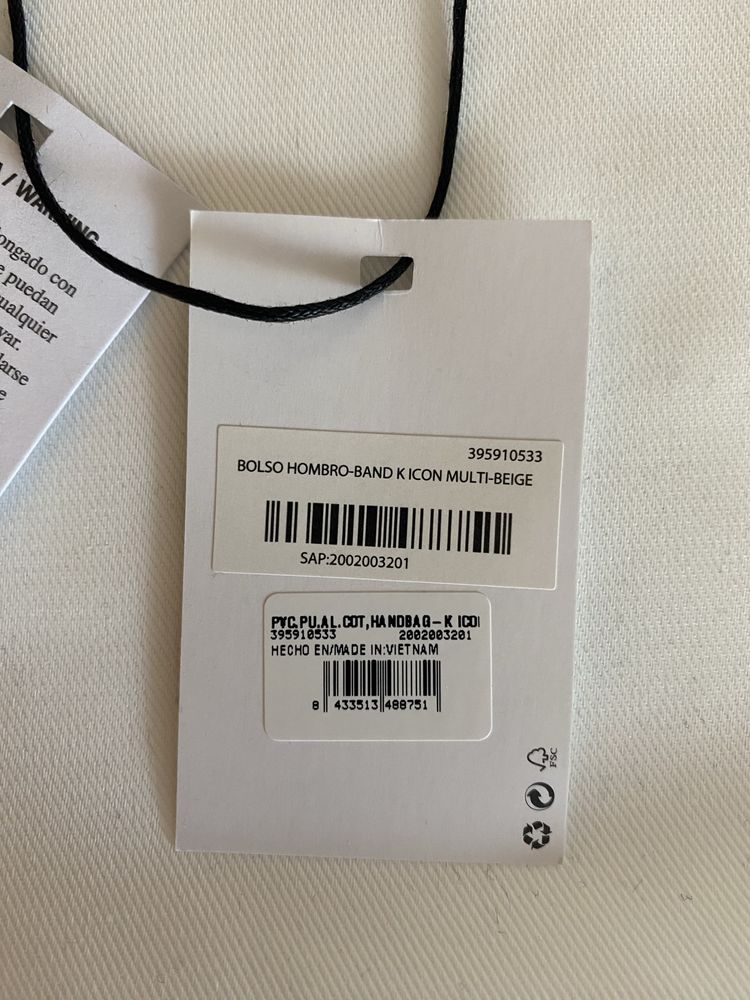 / WARNING
ongado con
e puedan
ualquier
var.
larse
e
395910533
BOLSO HOMBRO-BAND K ICON MULTI-BEIGE
SAP:2002003201
PVC,PU,AL.COT,HANDBAG-K ICO
395910533 2002003201
HECHO EN/MADE IN:VIETNAM
8 433513 488751
FSC